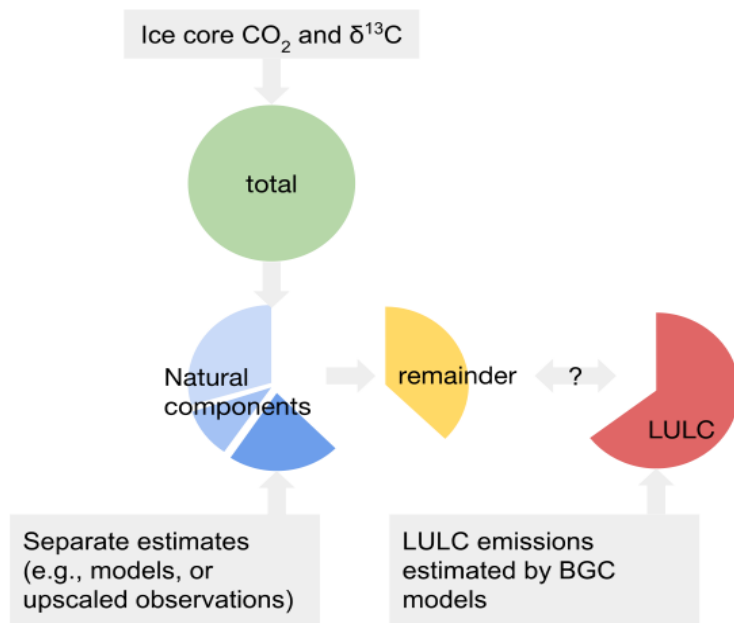 Ice core CO₂ and δ¹³C
total
Natural
components
remainder
?
LULC
Separate estimates
(e.g., models, or
upscaled observations)
LULC emissions
estimated by BGC
models